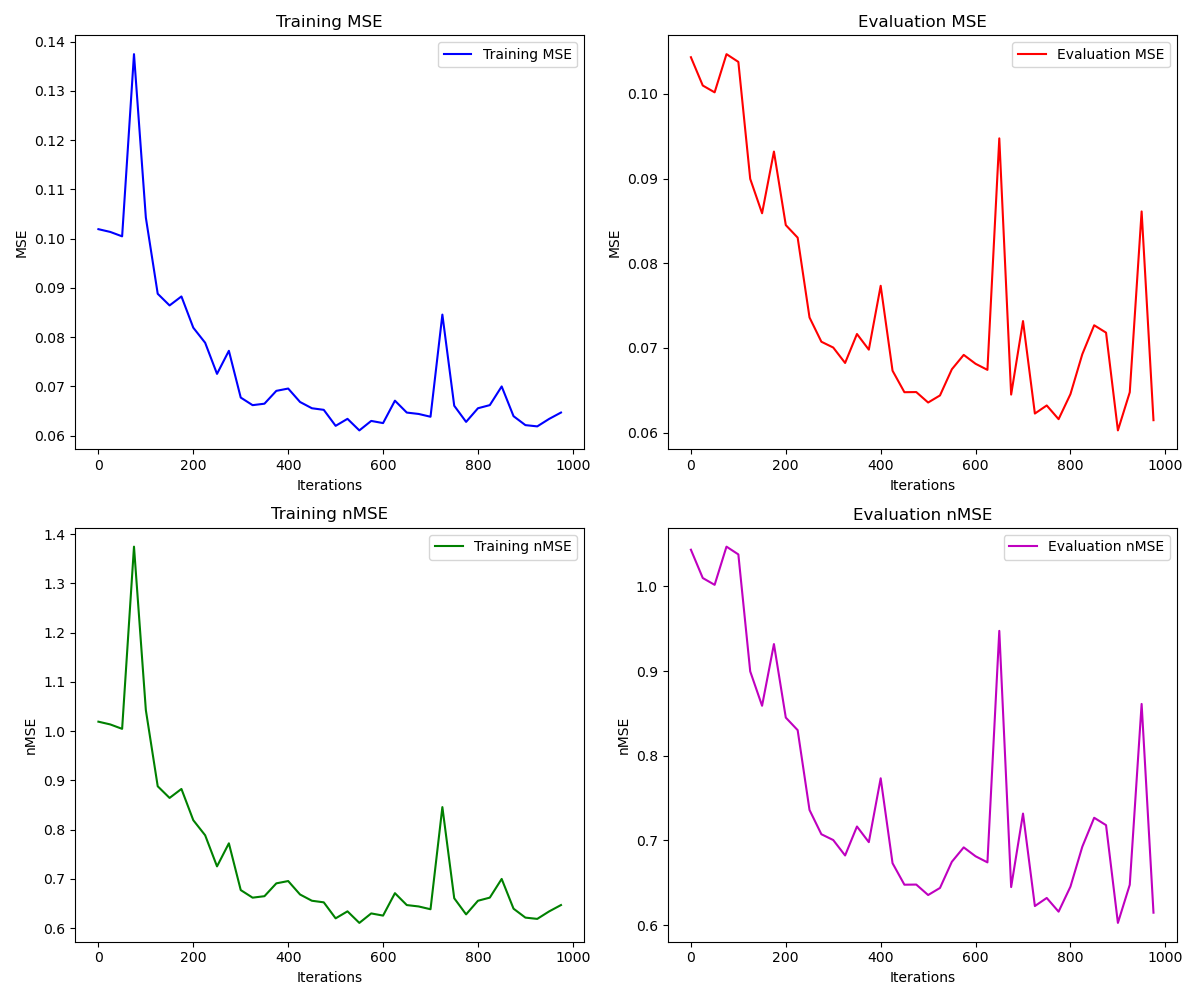 Training MSE
Training MSE
MSE
0.14
0.13
0.12
0.11
0.10
0.09
0.08
0.07
0.06
0 200 400 600 800 1000
Iterations
Evaluation MSE
Evaluation MSE
MSE
0.10
0.09
0.08
0.07
0.06
0 200 400 600 800 1000
Iterations
Training nMSE
Training nMSE
nMSE
1.4
1.3
1.2
1.1
1.0
0.9
0.8
0.7
0.6
0 200 400 600 800 1000
Iterations
Evaluation nMSE
Evaluation nMSE
nMSE
1.0
0.9
0.8
0.7
0.6
0 200 400 600 800 1000
Iterations